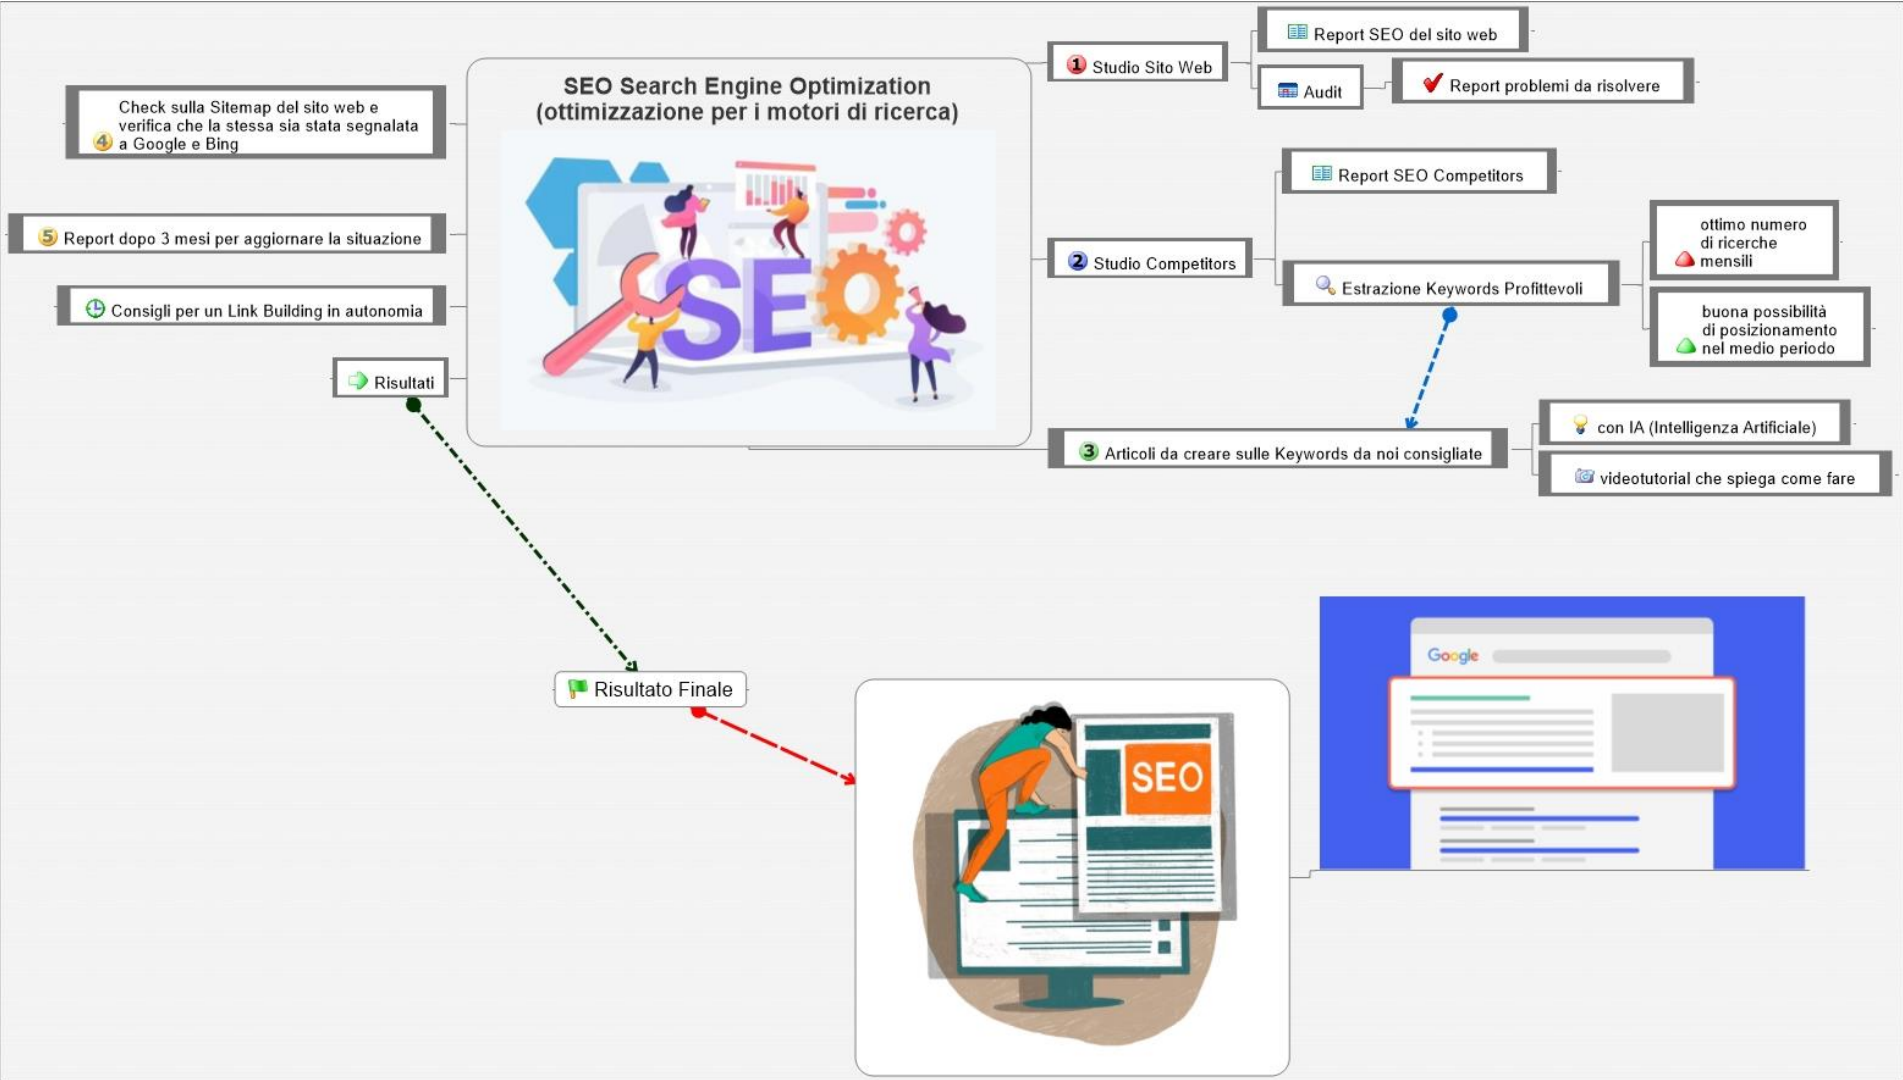 SEO Search Engine Optimization
(ottimizzazione per i motori di ricerca)
SEO
1 Studio Sito Web
Report SEO del sito web
Audit
Report problemi da risolvere
2 Studio Competitors
Report SEO Competitors
Estrazione Keywords Profittevoli
ottimo numero
di ricerche
mensili
buona possibilità
di posizionamento
nel medio periodo
3 Articoli da creare sulle Keywords da noi consigliate
con IA (Intelligenza Artificiale)
videotutorial che spiega come fare
Check sulla Sitemap del sito web e
verifica che la stessa sia stata segnalata
4 a Google e Bing
5 Report dopo 3 mesi per aggiornare la situazione
Consigli per un Link Building in autonomia
Risultati
Risultato Finale
SEO
Google